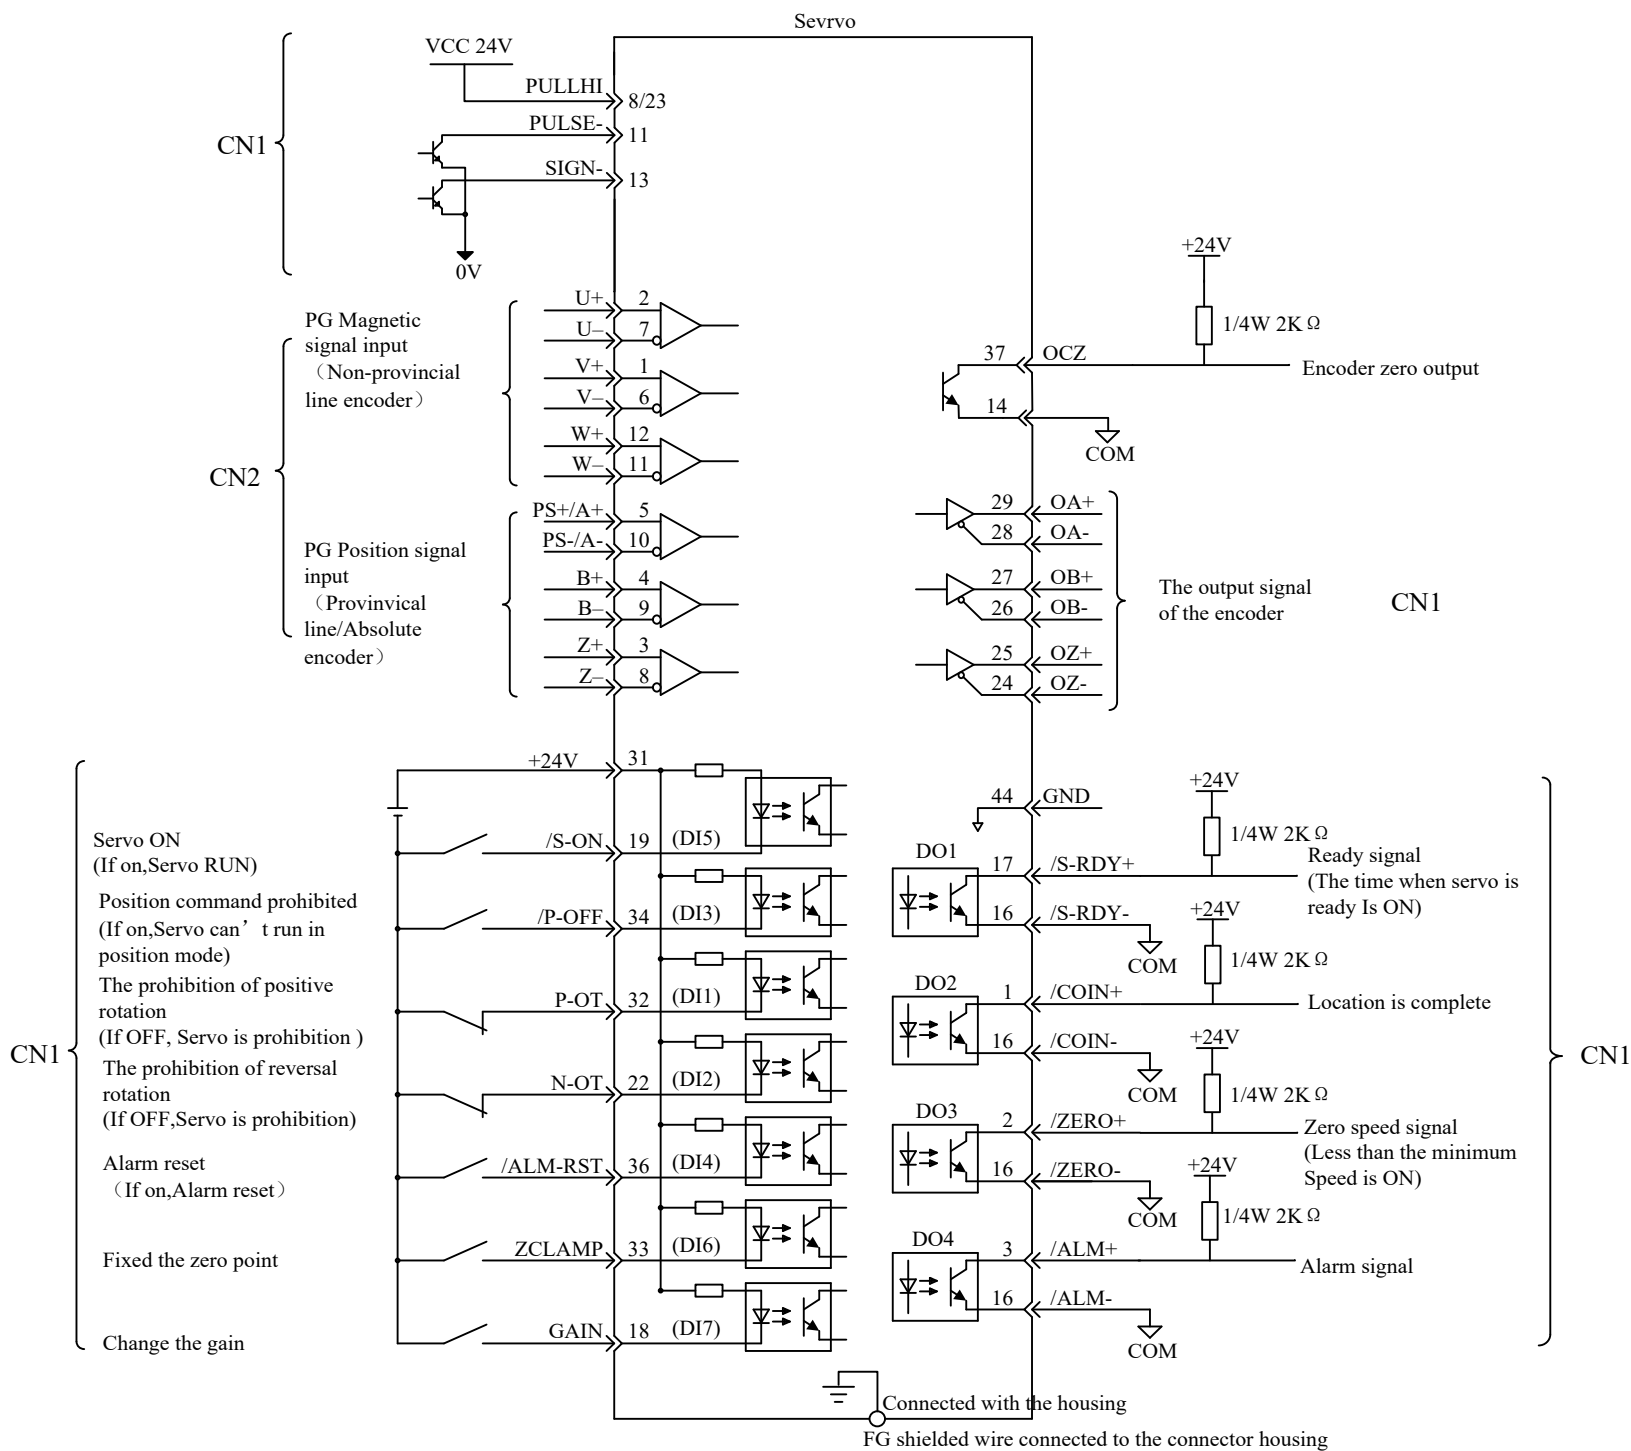 Sevrvo
VCC 24V
PULLHI
8/23
PULSE-
11
CN1
SIGN-
13
0V
PG Magnetic
signal input
（Non-provincial
line encoder）
U+
2
U–
7
V+
1
V–
6
W+
12
W–
11
CN2
PG Position signal
input
（Provinvical
line/Absolute
encoder）
PS+/A+
5
PS-/A-
10
B+
4
B–
9
Z+
3
Z–
8
+24V
1/4W 2KΩ
37
OCZ
Encoder zero output
14
COM
29
OA+
28
OA-
27
OB+
26
OB-
25
OZ+
24
OZ-
The output signal
of the encoder
CN1
+24V
31
Servo ON
(If on,Servo RUN)
/S-ON
19
(DI5)
Position command prohibited
(If on,Servo can’t run in
position mode)
/P-OFF
34
(DI3)
The prohibition of positive
rotation
(If OFF, Servo is prohibition )
P-OT
32
(DI1)
CN1
The prohibition of reversal
rotation
(If OFF,Servo is prohibition)
N-OT
22
(DI2)
Alarm reset
（If on,Alarm reset）
/ALM-RST
36
(DI4)
Fixed the zero point
ZCLAMP
33
(DI6)
Change the gain
GAIN
18
(DI7)
44
GND
+24V
1/4W 2KΩ
DO1
17
/S-RDY+
Ready signal
(The time when servo is
ready Is ON)
16
/S-RDY-
COM
+24V
1/4W 2KΩ
DO2
1
/COIN+
Location is complete
16
/COIN-
COM
+24V
1/4W 2KΩ
DO3
2
/ZERO+
Zero speed signal
(Less than the minimum
Speed is ON)
16
/ZERO-
COM
+24V
1/4W 2KΩ
DO4
3
/ALM+
Alarm signal
16
/ALM-
COM
CN1
Connected with the housing
FG shielded wire connected to the connector housing